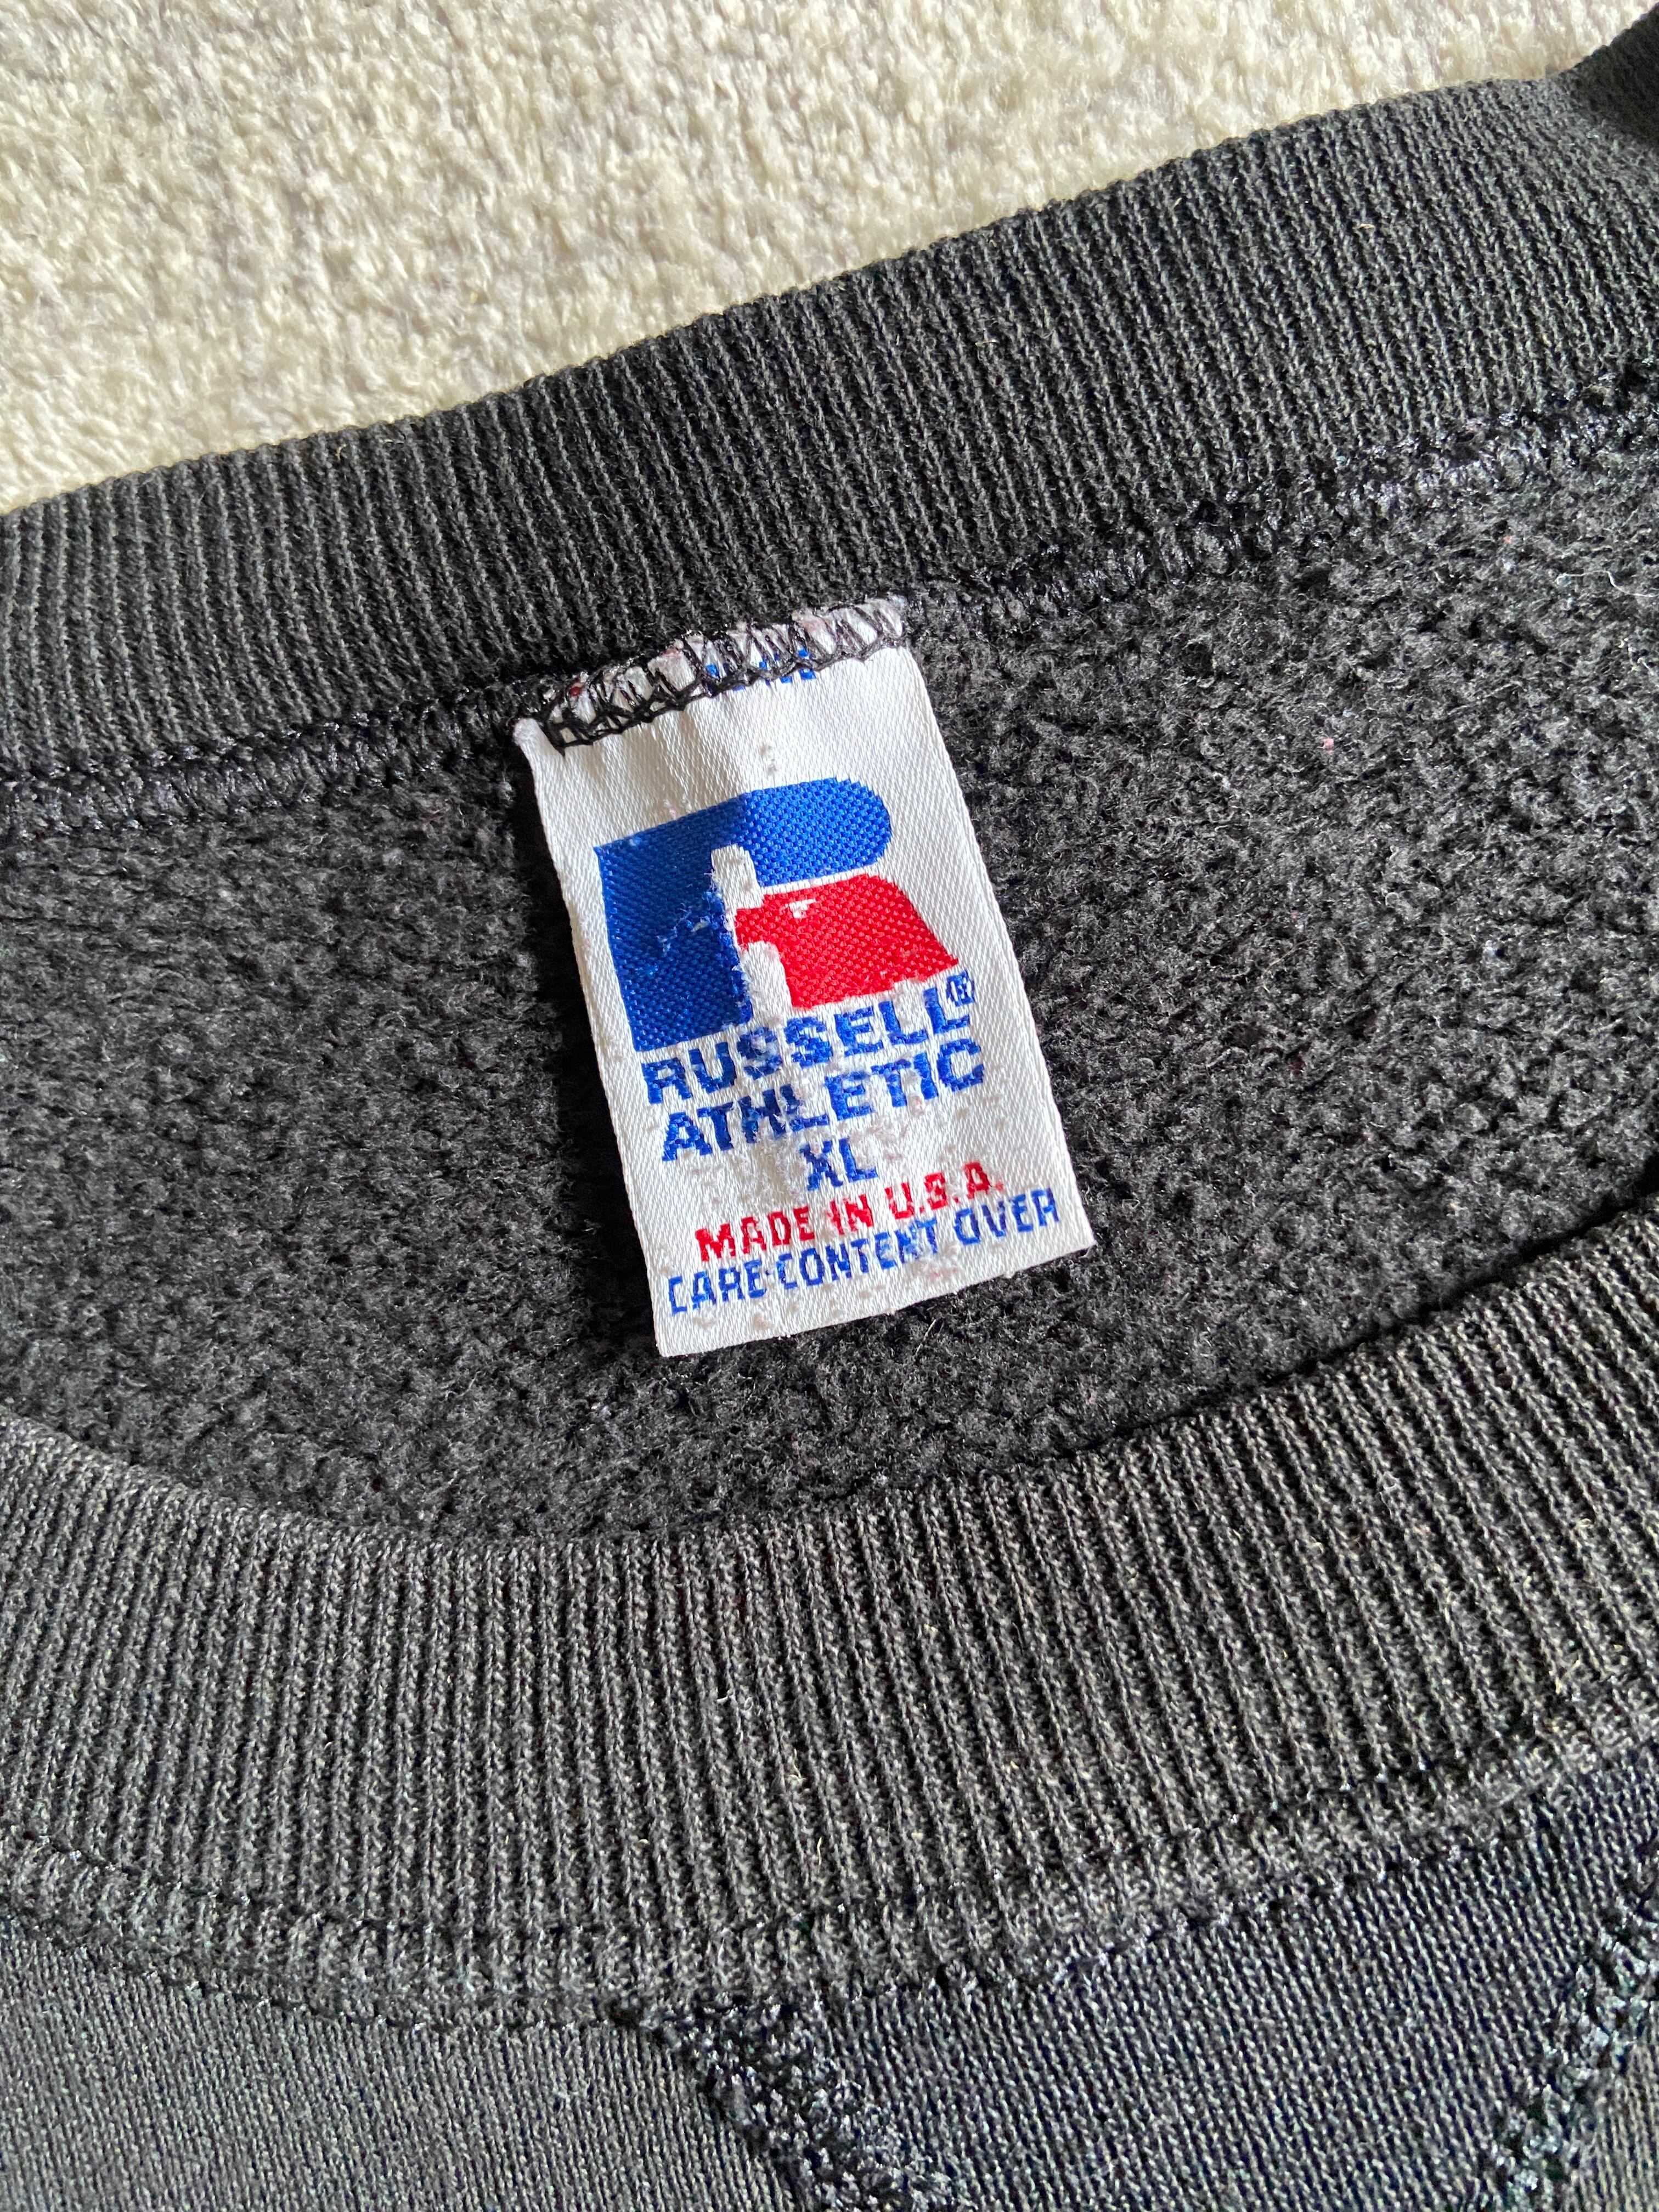 RUSSELL®
ATHLETIC
XL
MADE IN U.S.A.
CARE·CONTENT OVER